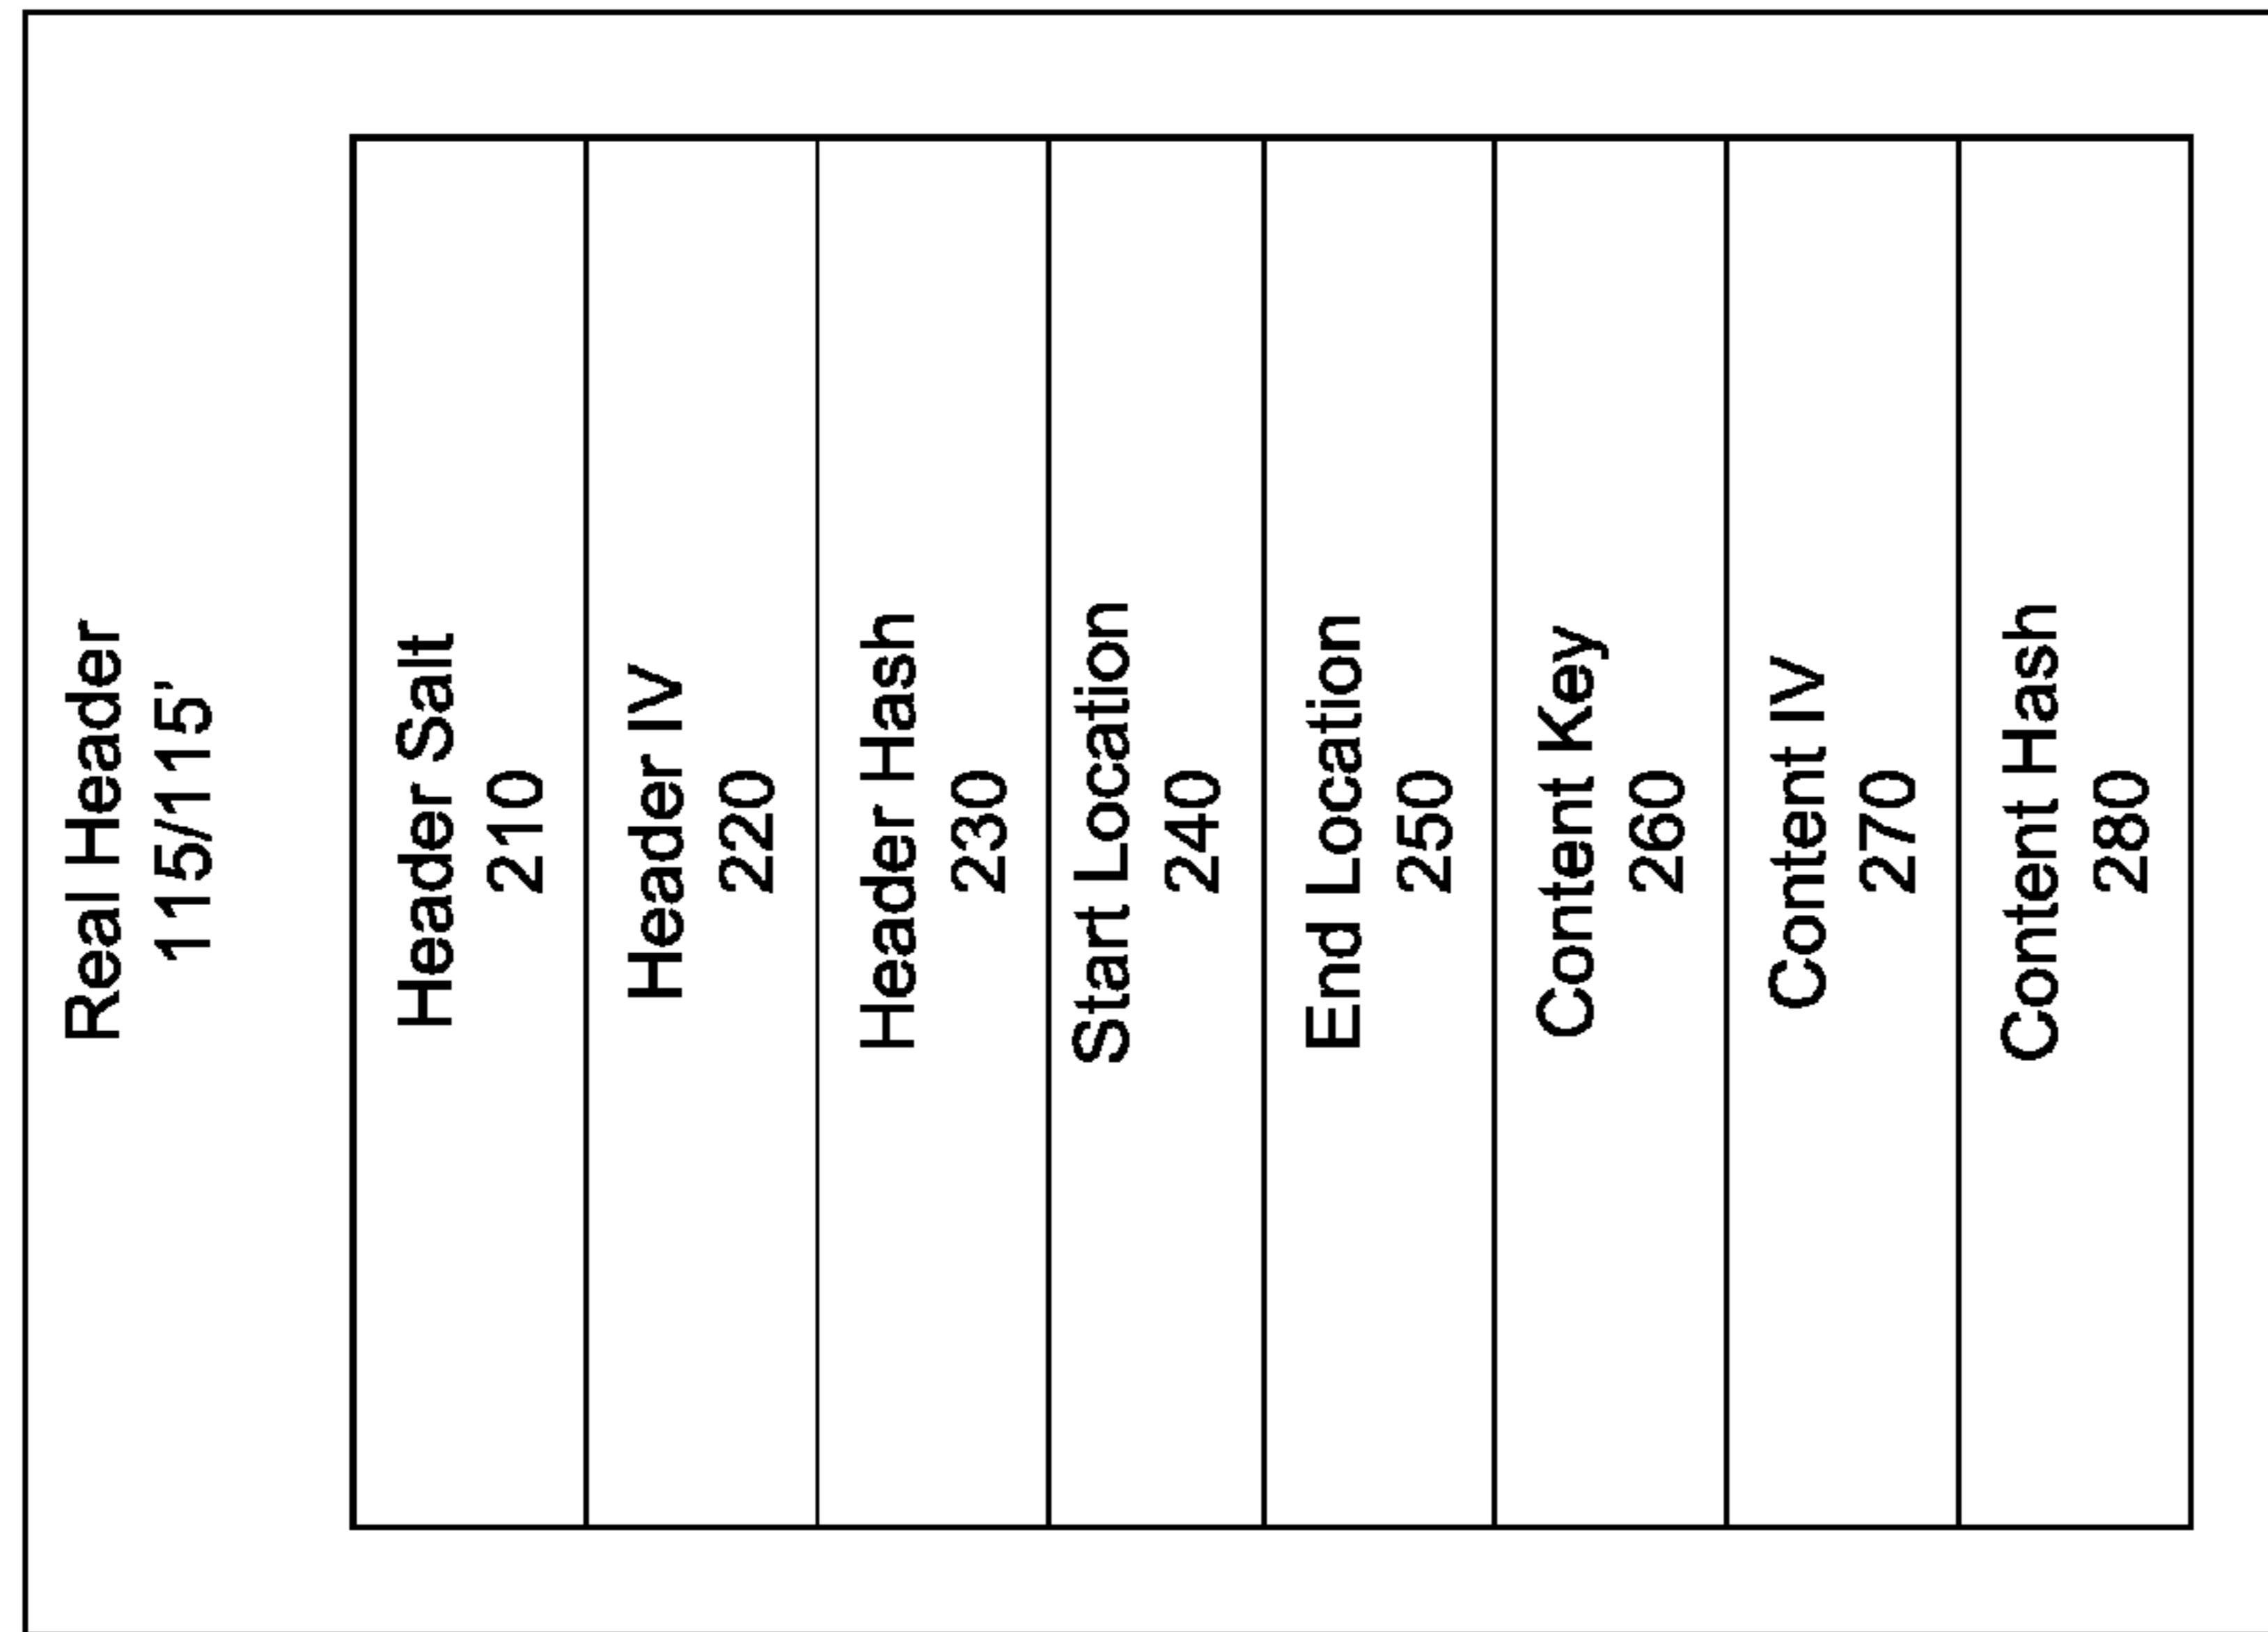 Real Header
115/115'
Header Salt
210
Header IV
220
Header Hash
230
Start Location
240
End Location
250
Content Key
260
Content IV
270
Content Hash
280